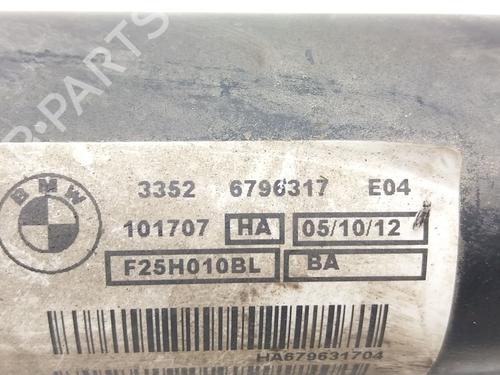 B-PARTS
BMW
3352 6796317 E04
101707 HA 05/10/12
F25H010BL BA
HA679631704